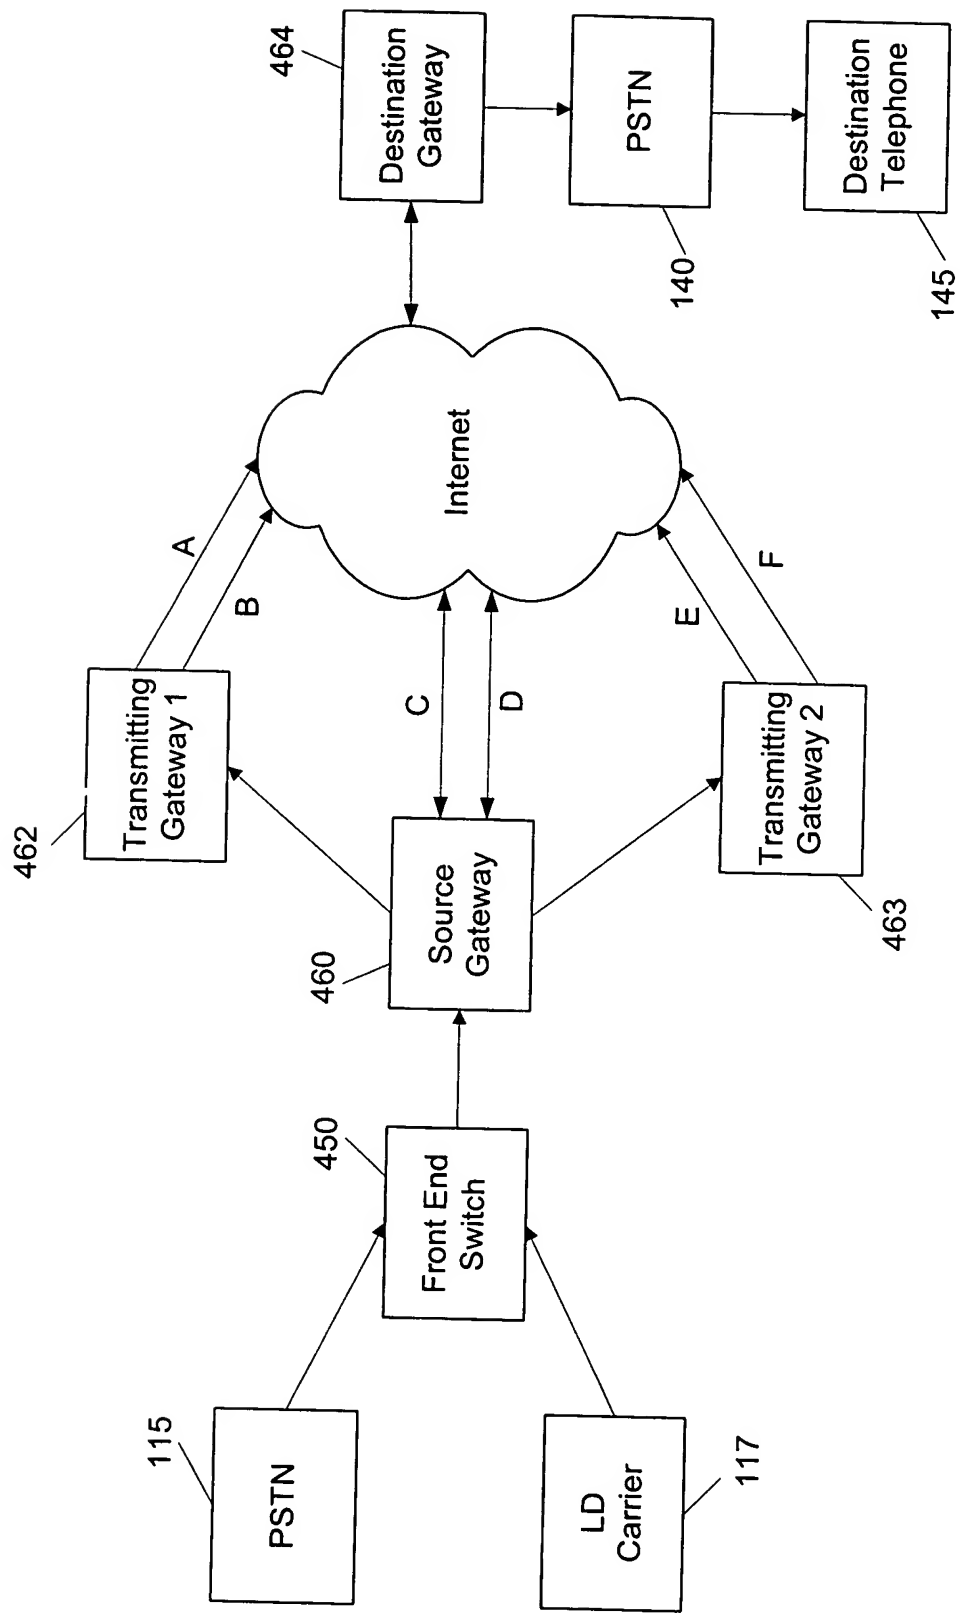 115
PSTN
LD
Carrier
117
450
Front End
Switch
460
Source
Gateway
462
Transmitting
Gateway 1
Transmitting
Gateway 2
463
A
B
C
D
E
F
Internet
464
Destination
Gateway
PSTN
140
Destination
Telephone
145